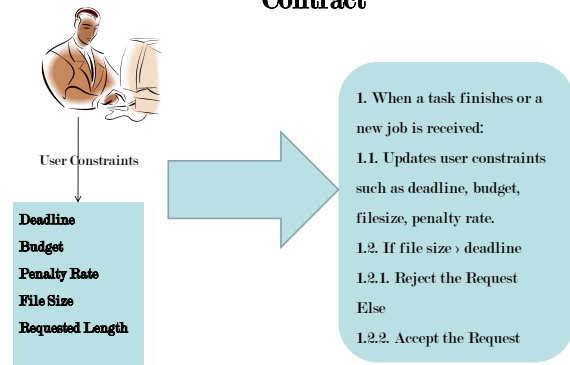 Contract
User Constraints
Deadline
Budget
Penalty Rate
File Size
Requested Length
1. When a task finishes or a
new job is received:
1.1. Updates user constraints
such as deadline, budget,
filesize, penalty rate.
1.2. If file size › deadline
1.2.1. Reject the Request
Else
1.2.2. Accept the Request